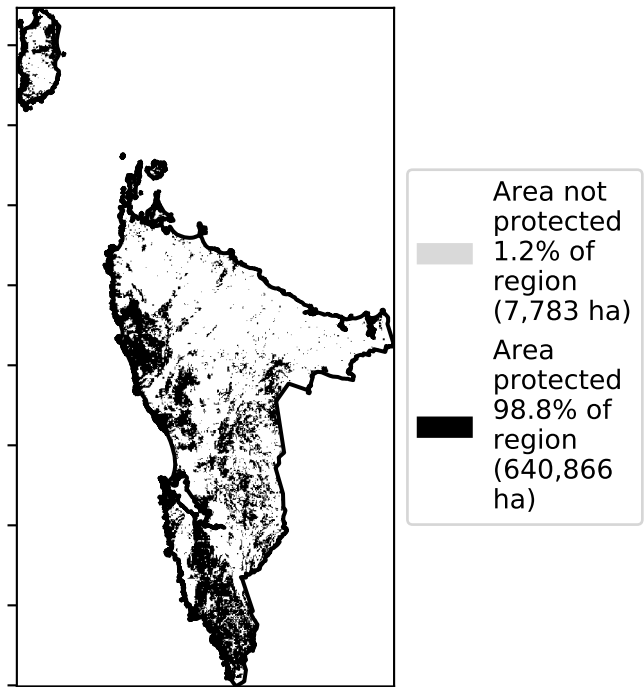 Area not
protected
1.2% of
region
(7,783 ha)
Area
protected
98.8% of
region
(640,866
ha)